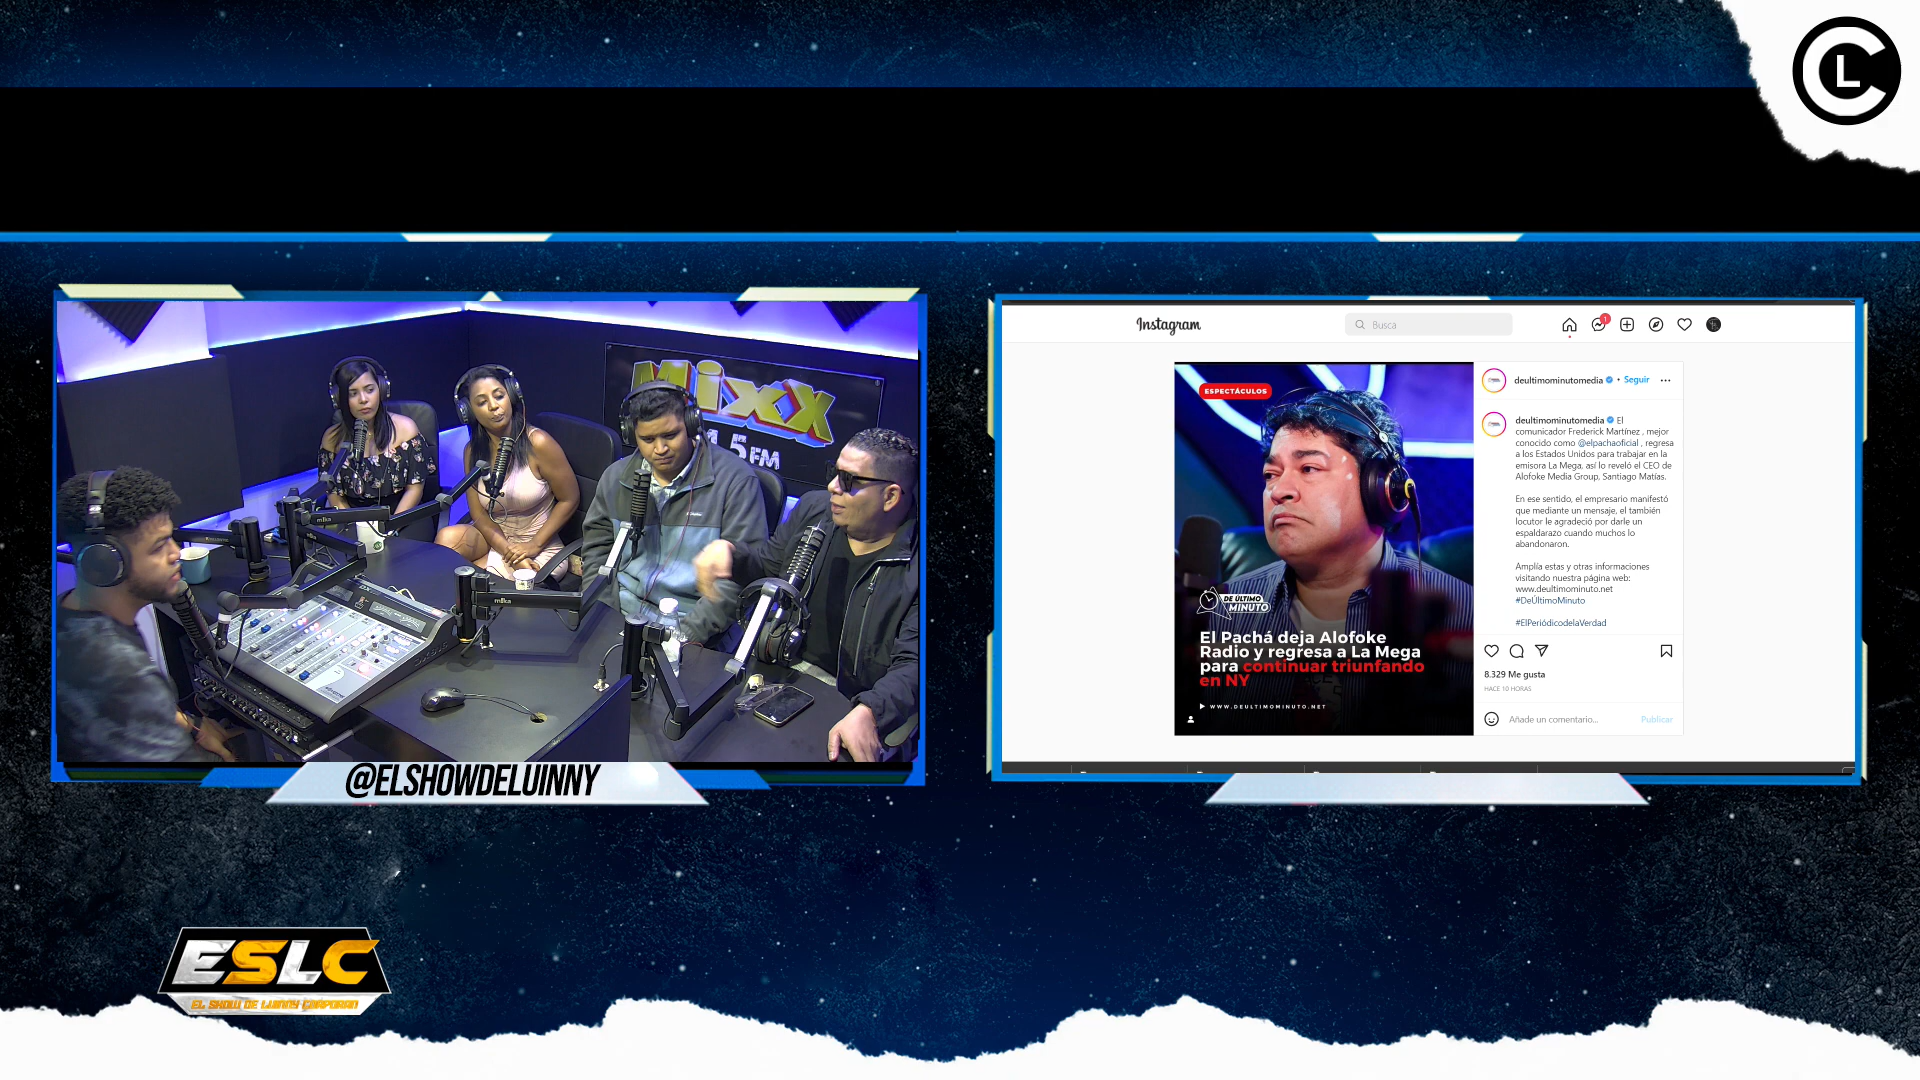 CL
Mixx
.5 FM
mika
mika
@ELSHOWDELUINNY
ESLC
EL SHOW DE LUINNY CORPORAN
Instagram
Busca
1
ESPECTÁCULOS
DE ÚLTIMO
MINUTO
El Pachá deja Alofoke
Radio y regresa a La Mega
para continuar triunfando
en NY
WWW.DEULTIMOMINUTO.NET
deultimominutomedia • Seguir
deultimominutomedia El
comunicador Frederick Martínez , mejor
conocido como @elpachaoficial , regresa
a los Estados Unidos para trabajar en la
emisora La Mega, así lo reveló el CEO de
Alofoke Media Group, Santiago Matías.
En ese sentido, el empresario manifestó
que mediante un mensaje, el también
locutor le agradeció por darle un
espaldarazo cuando muchos lo
abandonaron.
Amplía estas y otras informaciones
visitando nuestra página web:
www.deultimominuto.net
#DeÚltimoMinuto
#ElPeriódicodelaVerdad
8.329 Me gusta
HACE 10 HORAS
Añade un comentario...
Publicar